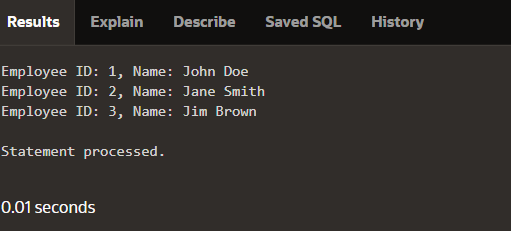 Results Explain Describe Saved SQL History
Employee ID: 1, Name: John Doe
Employee ID: 2, Name: Jane Smith
Employee ID: 3, Name: Jim Brown
Statement processed.
0.01 seconds